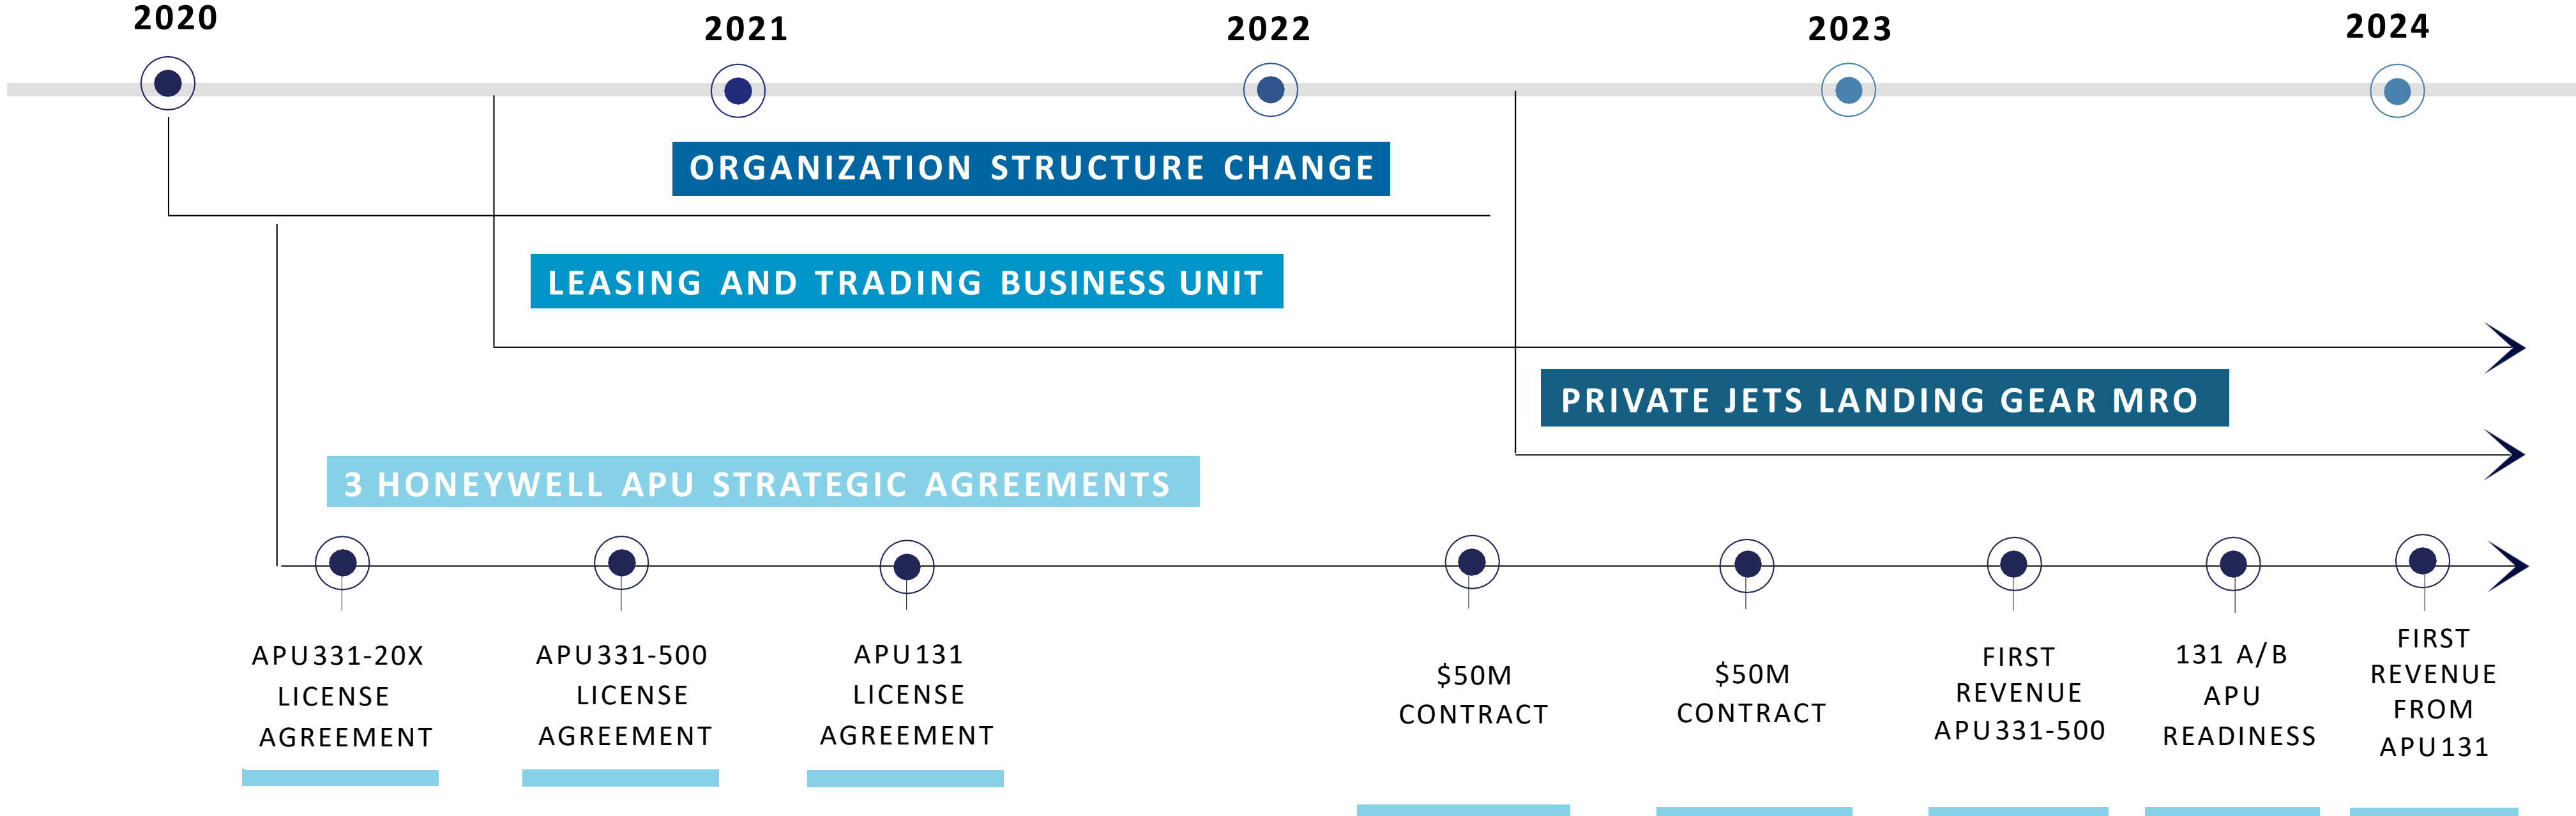 2020
2021
2022
2023
2024
ORGANIZATION STRUCTURE CHANGE
LEASING AND TRADING BUSINESS UNIT
PRIVATE JETS LANDING GEAR MRO
3 HONEYWELL APU STRATEGIC AGREEMENTS
APU331-20X
LICENSE
AGREEMENT
APU331-500
LICENSE
AGREEMENT
APU131
LICENSE
AGREEMENT
$50M
CONTRACT
$50M
CONTRACT
FIRST
REVENUE
APU331-500
131 A/B
APU
READINESS
FIRST
REVENUE
FROM
APU131